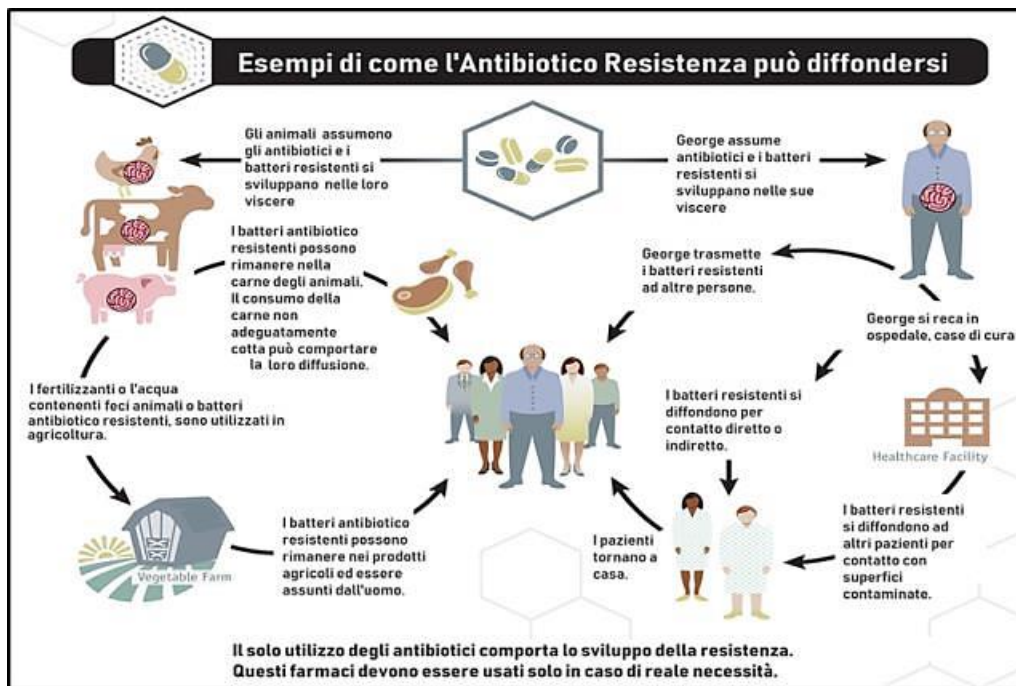 Esempi di come l'Antibiotico Resistenza può diffondersi
Gli animali assumono
gli antibiotici e i
batteri resistenti si
sviluppano nelle loro
viscere
George assume
antibiotici e i batteri
resistenti si
sviluppano nelle sue
viscere
I batteri antibiotico
resistenti possono
rimanere nella
carne degli animali.
Il consumo della
carne non
adeguatamente
cotta può comportare
la loro diffusione.
George trasmette
i batteri resistenti
ad altre persone.
George si reca in
ospedale, case di cura
I fertilizzanti o l'acqua
contenenti feci animali o batteri
antibiotico resistenti, sono utilizzati in
agricoltura.
I batteri resistenti si
diffondono per
contatto diretto o
indiretto.
Healthcare Facility
Vegetable Farm
I batteri antibiotico
resistenti possono
rimanere nei prodotti
agricoli ed essere
assunti dall'uomo.
I pazienti
tornano a
casa.
I batteri resistenti
si diffondono ad
altri pazienti per
contatto con
superfici
contaminate.
Il solo utilizzo degli antibiotici comporta lo sviluppo della resistenza.
Questi farmaci devono essere usati solo in caso di reale necessità.